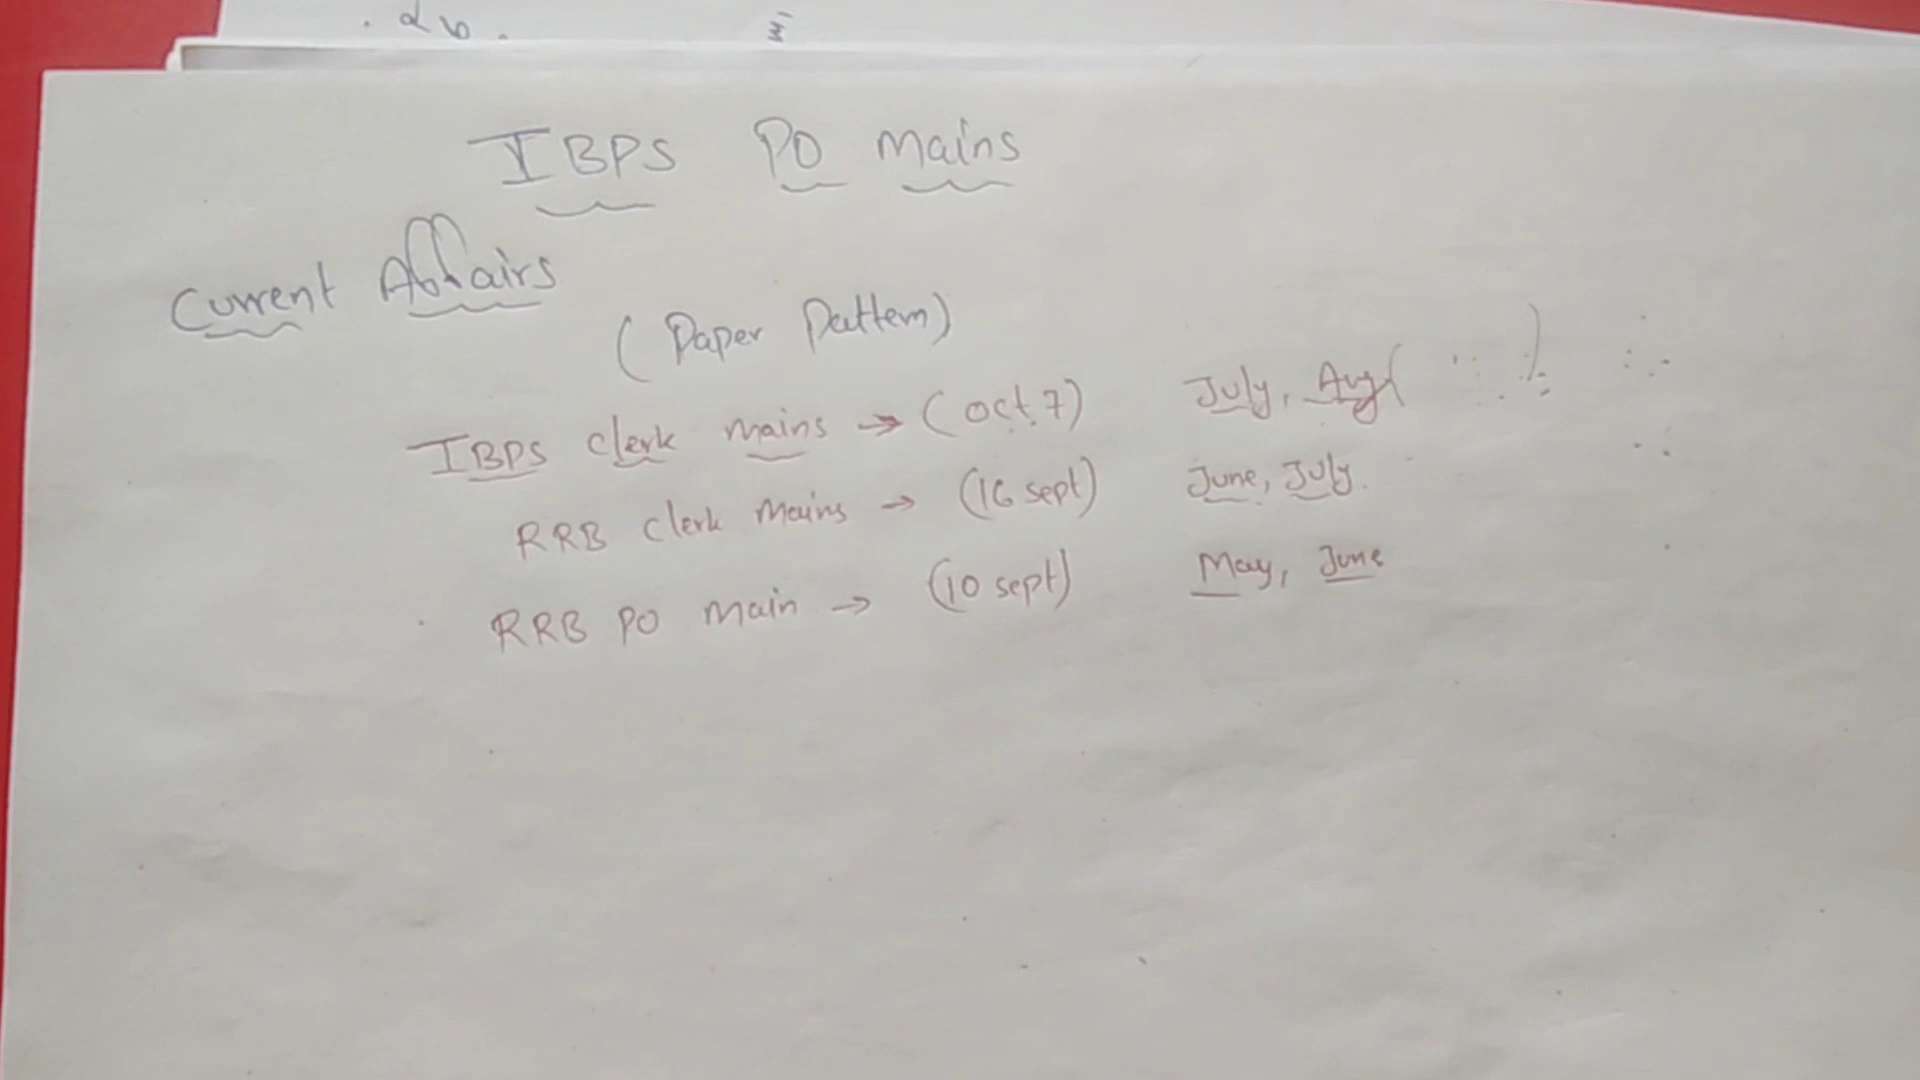 IBPS PO Mains
Current Affairs
(Paper Pattern)
IBPS Clerk Mains → (Oct 7) July, Aug( )
RRB Clerk Mains → (16 sept) June, July.
RRB PO Main → (10 sept) May, June